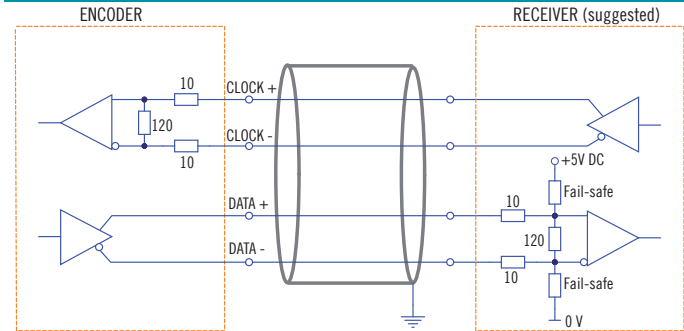 ENCODER
RECEIVER (suggested)
10
CLOCK +
120
CLOCK -
10
+5V DC
Fail-safe
DATA +
10
120
DATA -
10
Fail-safe
0 V